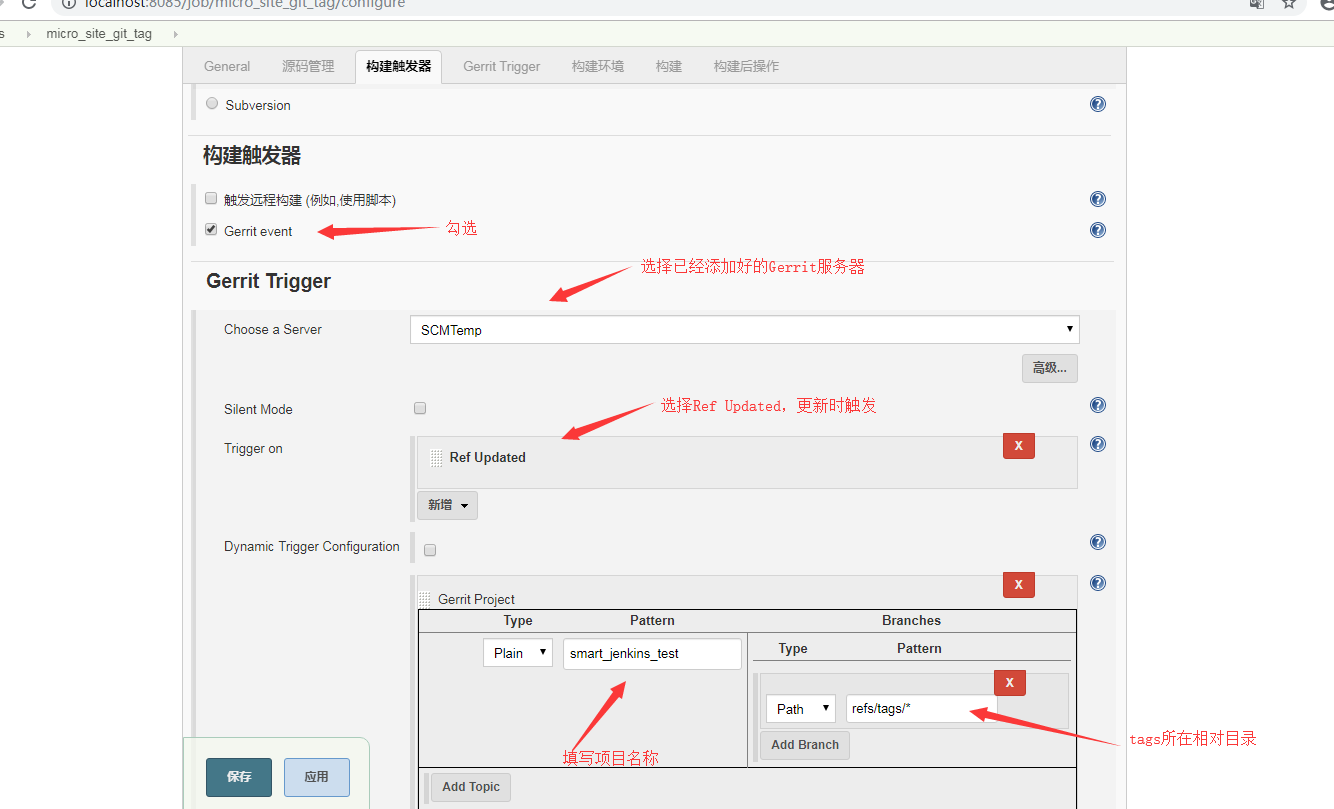 localhost:8085/job/micro_site_git_tag/configure
s micro_site_git_tag
General 源码管理 构建触发器 Gerrit Trigger 构建环境 构建 构建后操作
Subversion
构建触发器
触发远程构建 (例如,使用脚本)
Gerrit event
勾选
Gerrit Trigger
选择已经添加好的Gerrit服务器
Choose a Server SCMTemp
高级...
Silent Mode
选择Ref Updated，更新时触发
Trigger on
Ref Updated X
新增
Dynamic Trigger Configuration
X
Gerrit Project
Type Pattern Branches
Plain smart_jenkins_test
Type Pattern
X
Path refs/tags/*
tags所在相对目录
Add Branch
填写项目名称
保存 应用
Add Topic